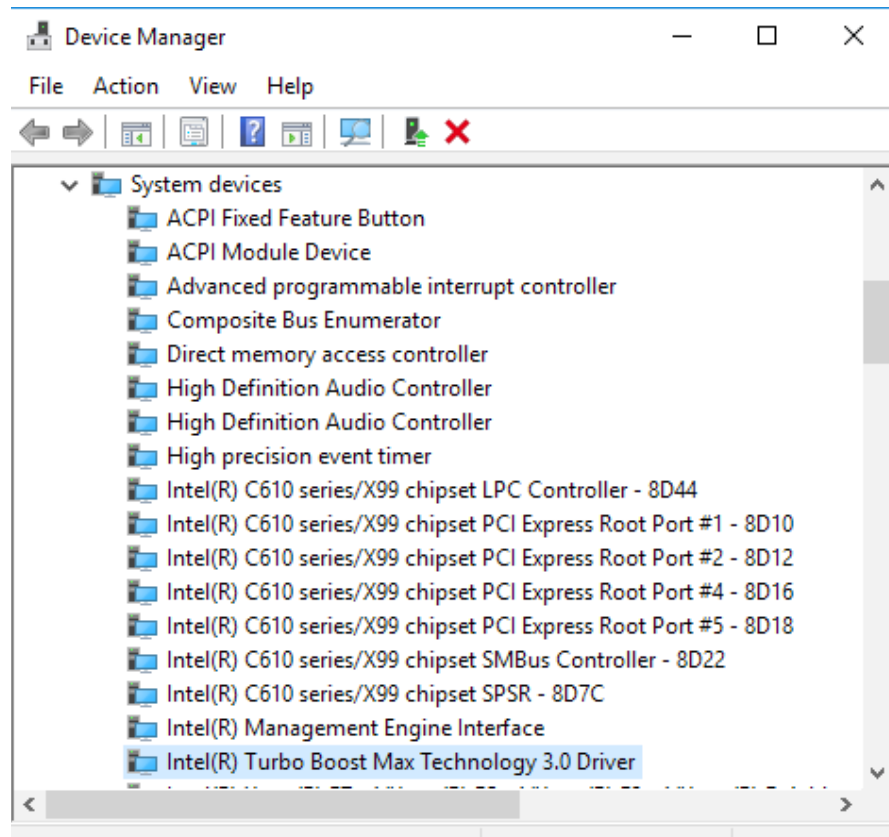 Device Manager
File Action View Help
System devices
ACPI Fixed Feature Button
ACPI Module Device
Advanced programmable interrupt controller
Composite Bus Enumerator
Direct memory access controller
High Definition Audio Controller
High Definition Audio Controller
High precision event timer
Intel(R) C610 series/X99 chipset LPC Controller - 8D44
Intel(R) C610 series/X99 chipset PCI Express Root Port #1 - 8D10
Intel(R) C610 series/X99 chipset PCI Express Root Port #2 - 8D12
Intel(R) C610 series/X99 chipset PCI Express Root Port #4 - 8D16
Intel(R) C610 series/X99 chipset PCI Express Root Port #5 - 8D18
Intel(R) C610 series/X99 chipset SMBus Controller - 8D22
Intel(R) C610 series/X99 chipset SPSR - 8D7C
Intel(R) Management Engine Interface
Intel(R) Turbo Boost Max Technology 3.0 Driver